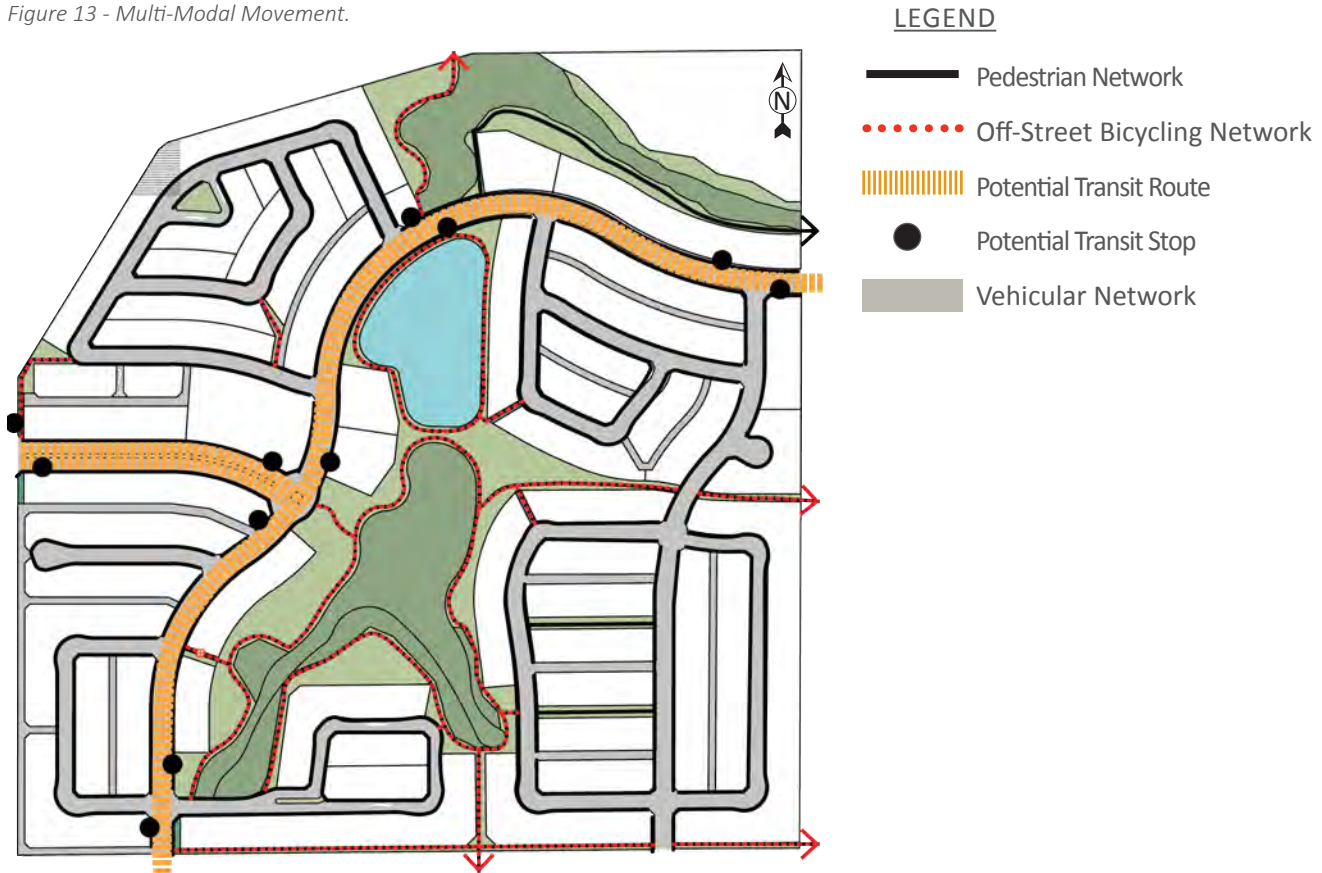 Figure 13 - Multi-Modal Movement.
LEGEND
N
Pedestrian Network
Off-Street Bicycling Network
Potential Transit Route
Potential Transit Stop
Vehicular Network